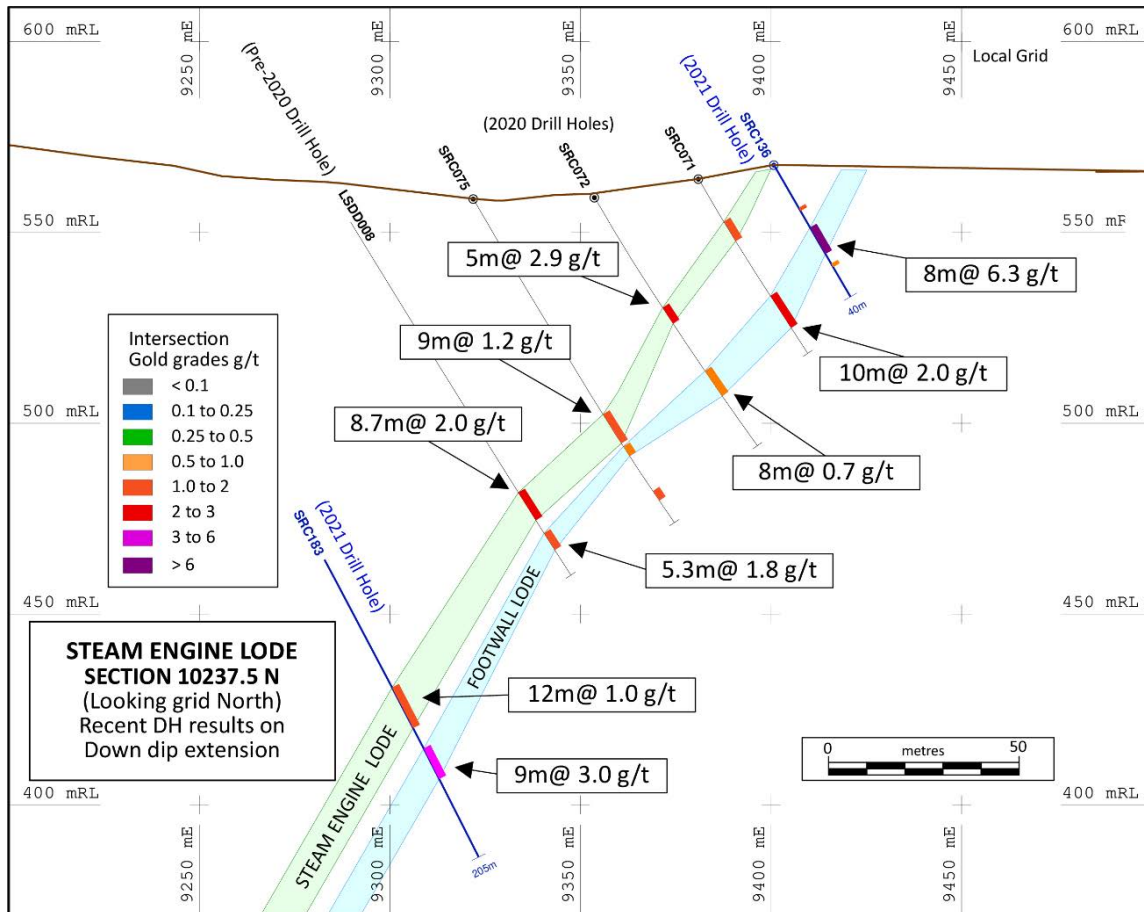 600 mRL
600 mRL
9250 mE
9300 mE
9350 mE
9400 mE
9450 mE
Local Grid
(Pre-2020 Drill Hole)
(2020 Drill Holes)
(2021 Drill Hole)
LSDD008
SRC075
SRC072
SRC071
SRC136
550 mRL
550 mR
5m@ 2.9 g/t
8m@ 6.3 g/t
40m
9m@ 1.2 g/t
10m@ 2.0 g/t
8.7m@ 2.0 g/t
8m@ 0.7 g/t
5.3m@ 1.8 g/t
Intersection
Gold grades g/t
< 0.1
0.1 to 0.25
0.25 to 0.5
0.5 to 1.0
1.0 to 2
2 to 3
3 to 6
> 6
500 mRL
500 mRL
SRC183
(2021 Drill Hole)
450 mRL
450 mRL
STEAM ENGINE LODE
SECTION 10237.5 N
(Looking grid North)
Recent DH results on
Down dip extension
FOOTWALL LODE
STEAM ENGINE LODE
12m@ 1.0 g/t
9m@ 3.0 g/t
205m
0 metres 50
400 mRL
400 mRL
9250 mE
9300 mE
9350 mE
9400 mE
9450 mE